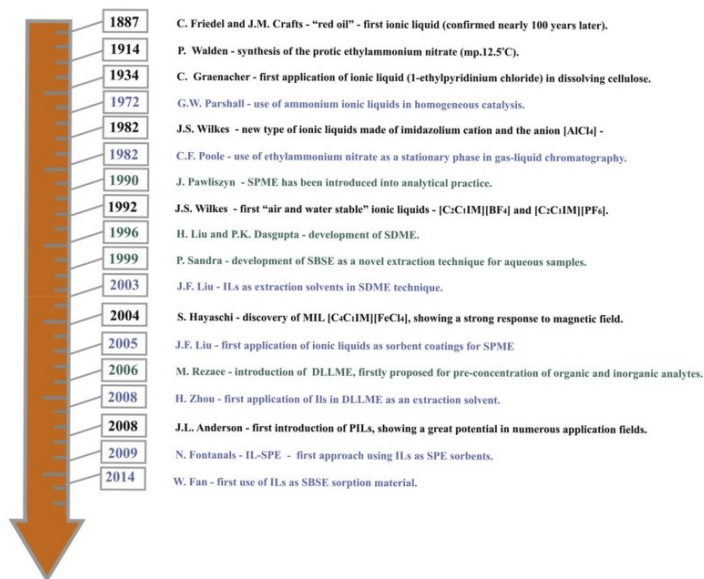 1887 C. Friedel and J.M. Crafts - “red oil” - first ionic liquid (confirmed nearly 100 years later).
1914 P. Walden - synthesis of the protic ethylammonium nitrate (mp.12.5°C).
1934 C. Graenacher - first application of ionic liquid (1-ethylpyridinium chloride) in dissolving cellulose.
1972 G.W. Parshall - use of ammonium ionic liquids in homogeneous catalysis.
1982 J.S. Wilkes - new type of ionic liquids made of imidazolium cation and the anion [AlCl₄] -
1982 C.F. Poole - use of ethylammonium nitrate as a stationary phase in gas-liquid chromatography.
1990 J. Pawliszyn - SPME has been introduced into analytical practice.
1992 J.S. Wilkes - first “air and water stable” ionic liquids - [C₂C₁IM][BF₄] and [C₂C₁IM][PF₆].
1996 H. Liu and P.K. Dasgupta - development of SDME.
1999 P. Sandra - development of SBSE as a novel extraction technique for aqueous samples.
2003 J.F. Liu - ILs as extraction solvents in SDME technique.
2004 S. Hayaschi - discovery of MIL [C₄C₁IM][FeCl₄], showing a strong response to magnetic field.
2005 J.F. Liu - first application of ionic liquids as sorbent coatings for SPME
2006 M. Rezaee - introduction of DLLME, firstly proposed for pre-concentration of organic and inorganic analytes.
2008 H. Zhou - first application of Ils in DLLME as an extraction solvent.
2008 J.L. Anderson - first introduction of PILs, showing a great potential in numerous application fields.
2009 N. Fontanals - IL-SPE - first approach using ILs as SPE sorbents.
2014 W. Fan - first use of ILs as SBSE sorption material.